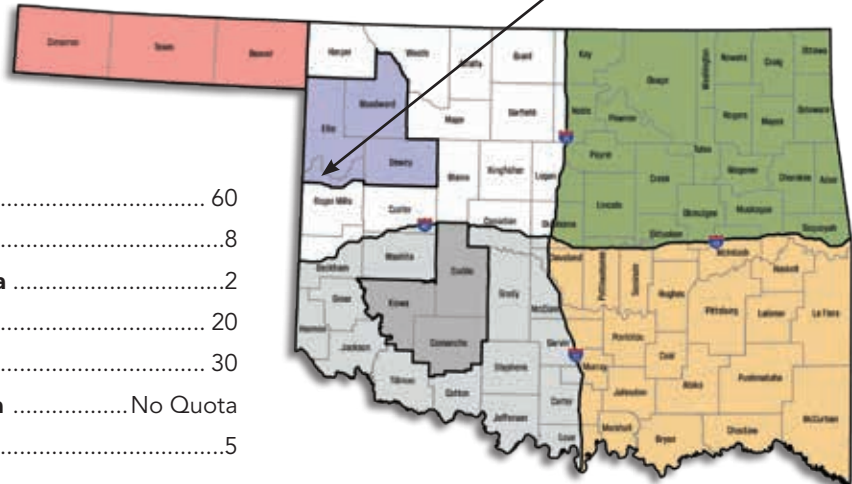 60
8
a 2
20
30
n No Quota
5
Cimarron
Texas
Beaver
Harper
Woods
Alfalfa
Grant
Kay
Osage
Washington
Nowata
Craig
Ottawa
Woodward
Ellis
Major
Garfield
Noble
Pawnee
Rogers
Mayes
Delaware
Dewey
Blaine
Kingfisher
Logan
Payne
Tulsa
Wagoner
Cherokee
Adair
Roger Mills
Custer
Canadian
Oklahoma
Lincoln
Creek
Okmulgee
Muskogee
Sequoyah
Okfuskee
McIntosh
Beckham
Washita
Caddo
Grady
Cleveland
Pottawatomie
Seminole
Hughes
Haskell
Greer
Kiowa
McClain
Pittsburg
Latimer
Le Flore
Harmon
Jackson
Comanche
Garvin
Pontotoc
Coal
Tillman
Stephens
Murray
Johnston
Atoka
Pushmataha
Cotton
Jefferson
Carter
Love
Marshall
Bryan
Choctaw
McCurtain